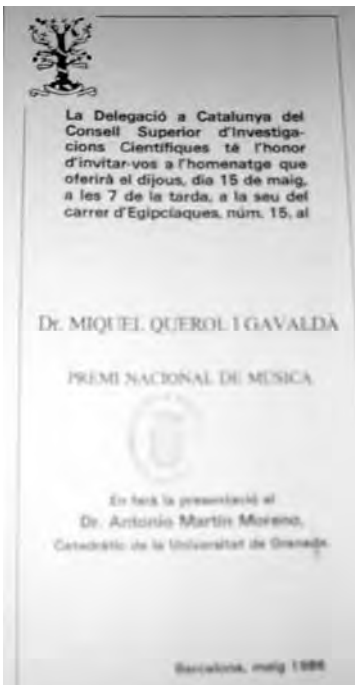 La Delegació a Catalunya del
Consell Superior d'Investiga-
cions Científiques té l'honor
d'invitar-vos a l'homenatge que
oferirà el dijous, dia 15 de maig,
a les 7 de la tarda, a la seu del
carrer d'Egipcíaques, núm. 15, al
Dr. MIQUEL QUEROL I GAVALDÀ
PREMI NACIONAL DE MÚSICA
En farà la presentació el
Dr. Antonio Martín Moreno,
Catedràtic de la Universitat de Granada
Barcelona, maig 1986